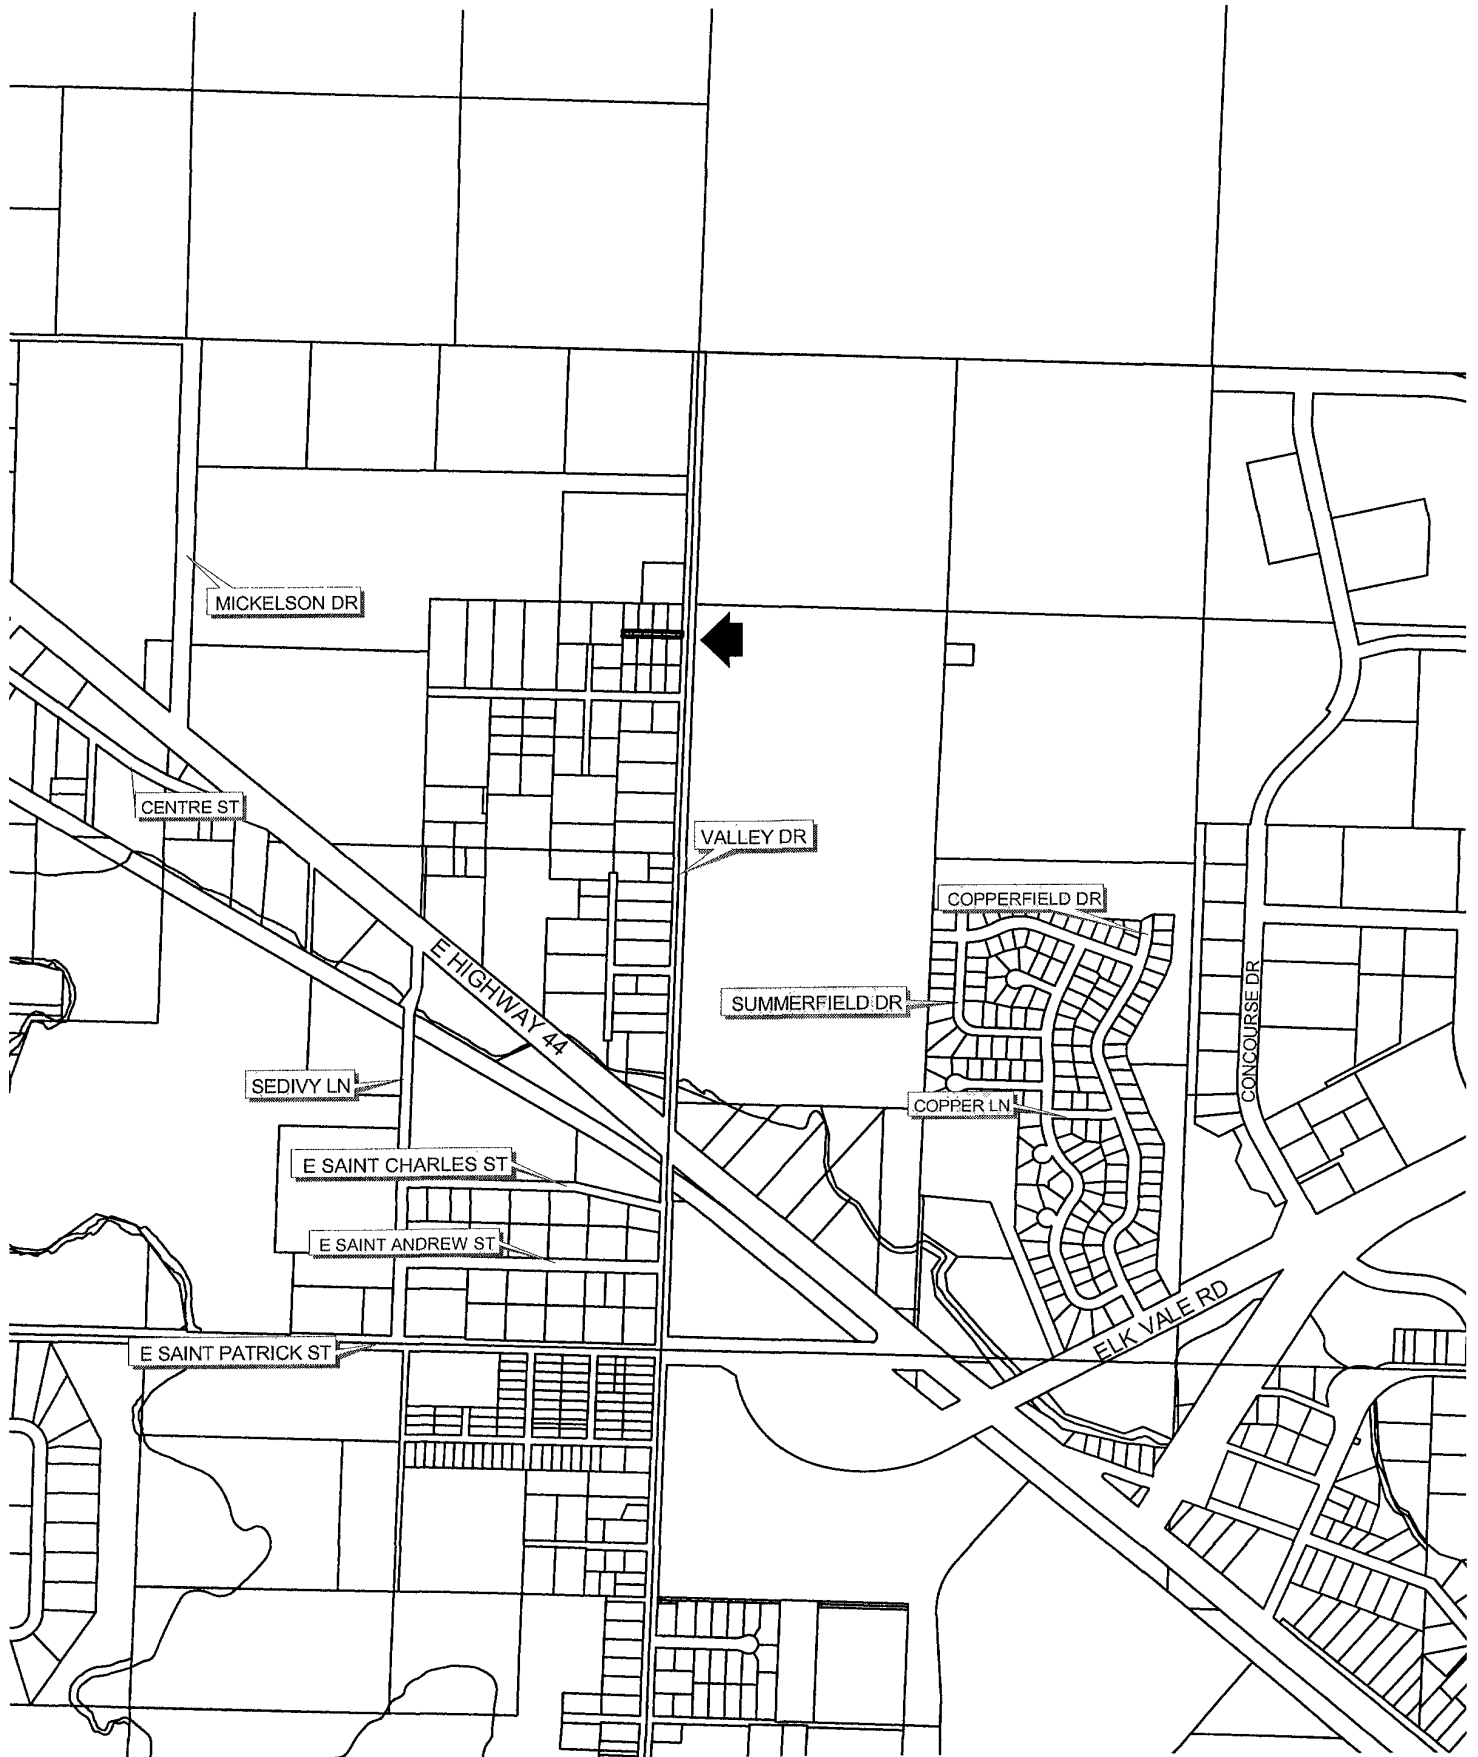 MICKELSON DR
CENTRE ST
VALLEY DR
COPPERFIELD DR
E HIGHWAY 44
SUMMERFIELD DR
CONCOURSE DR
SEDIVY LN
COPPER LN
E SAINT CHARLES ST
E SAINT ANDREW ST
ELK VALE RD
E SAINT PATRICK ST